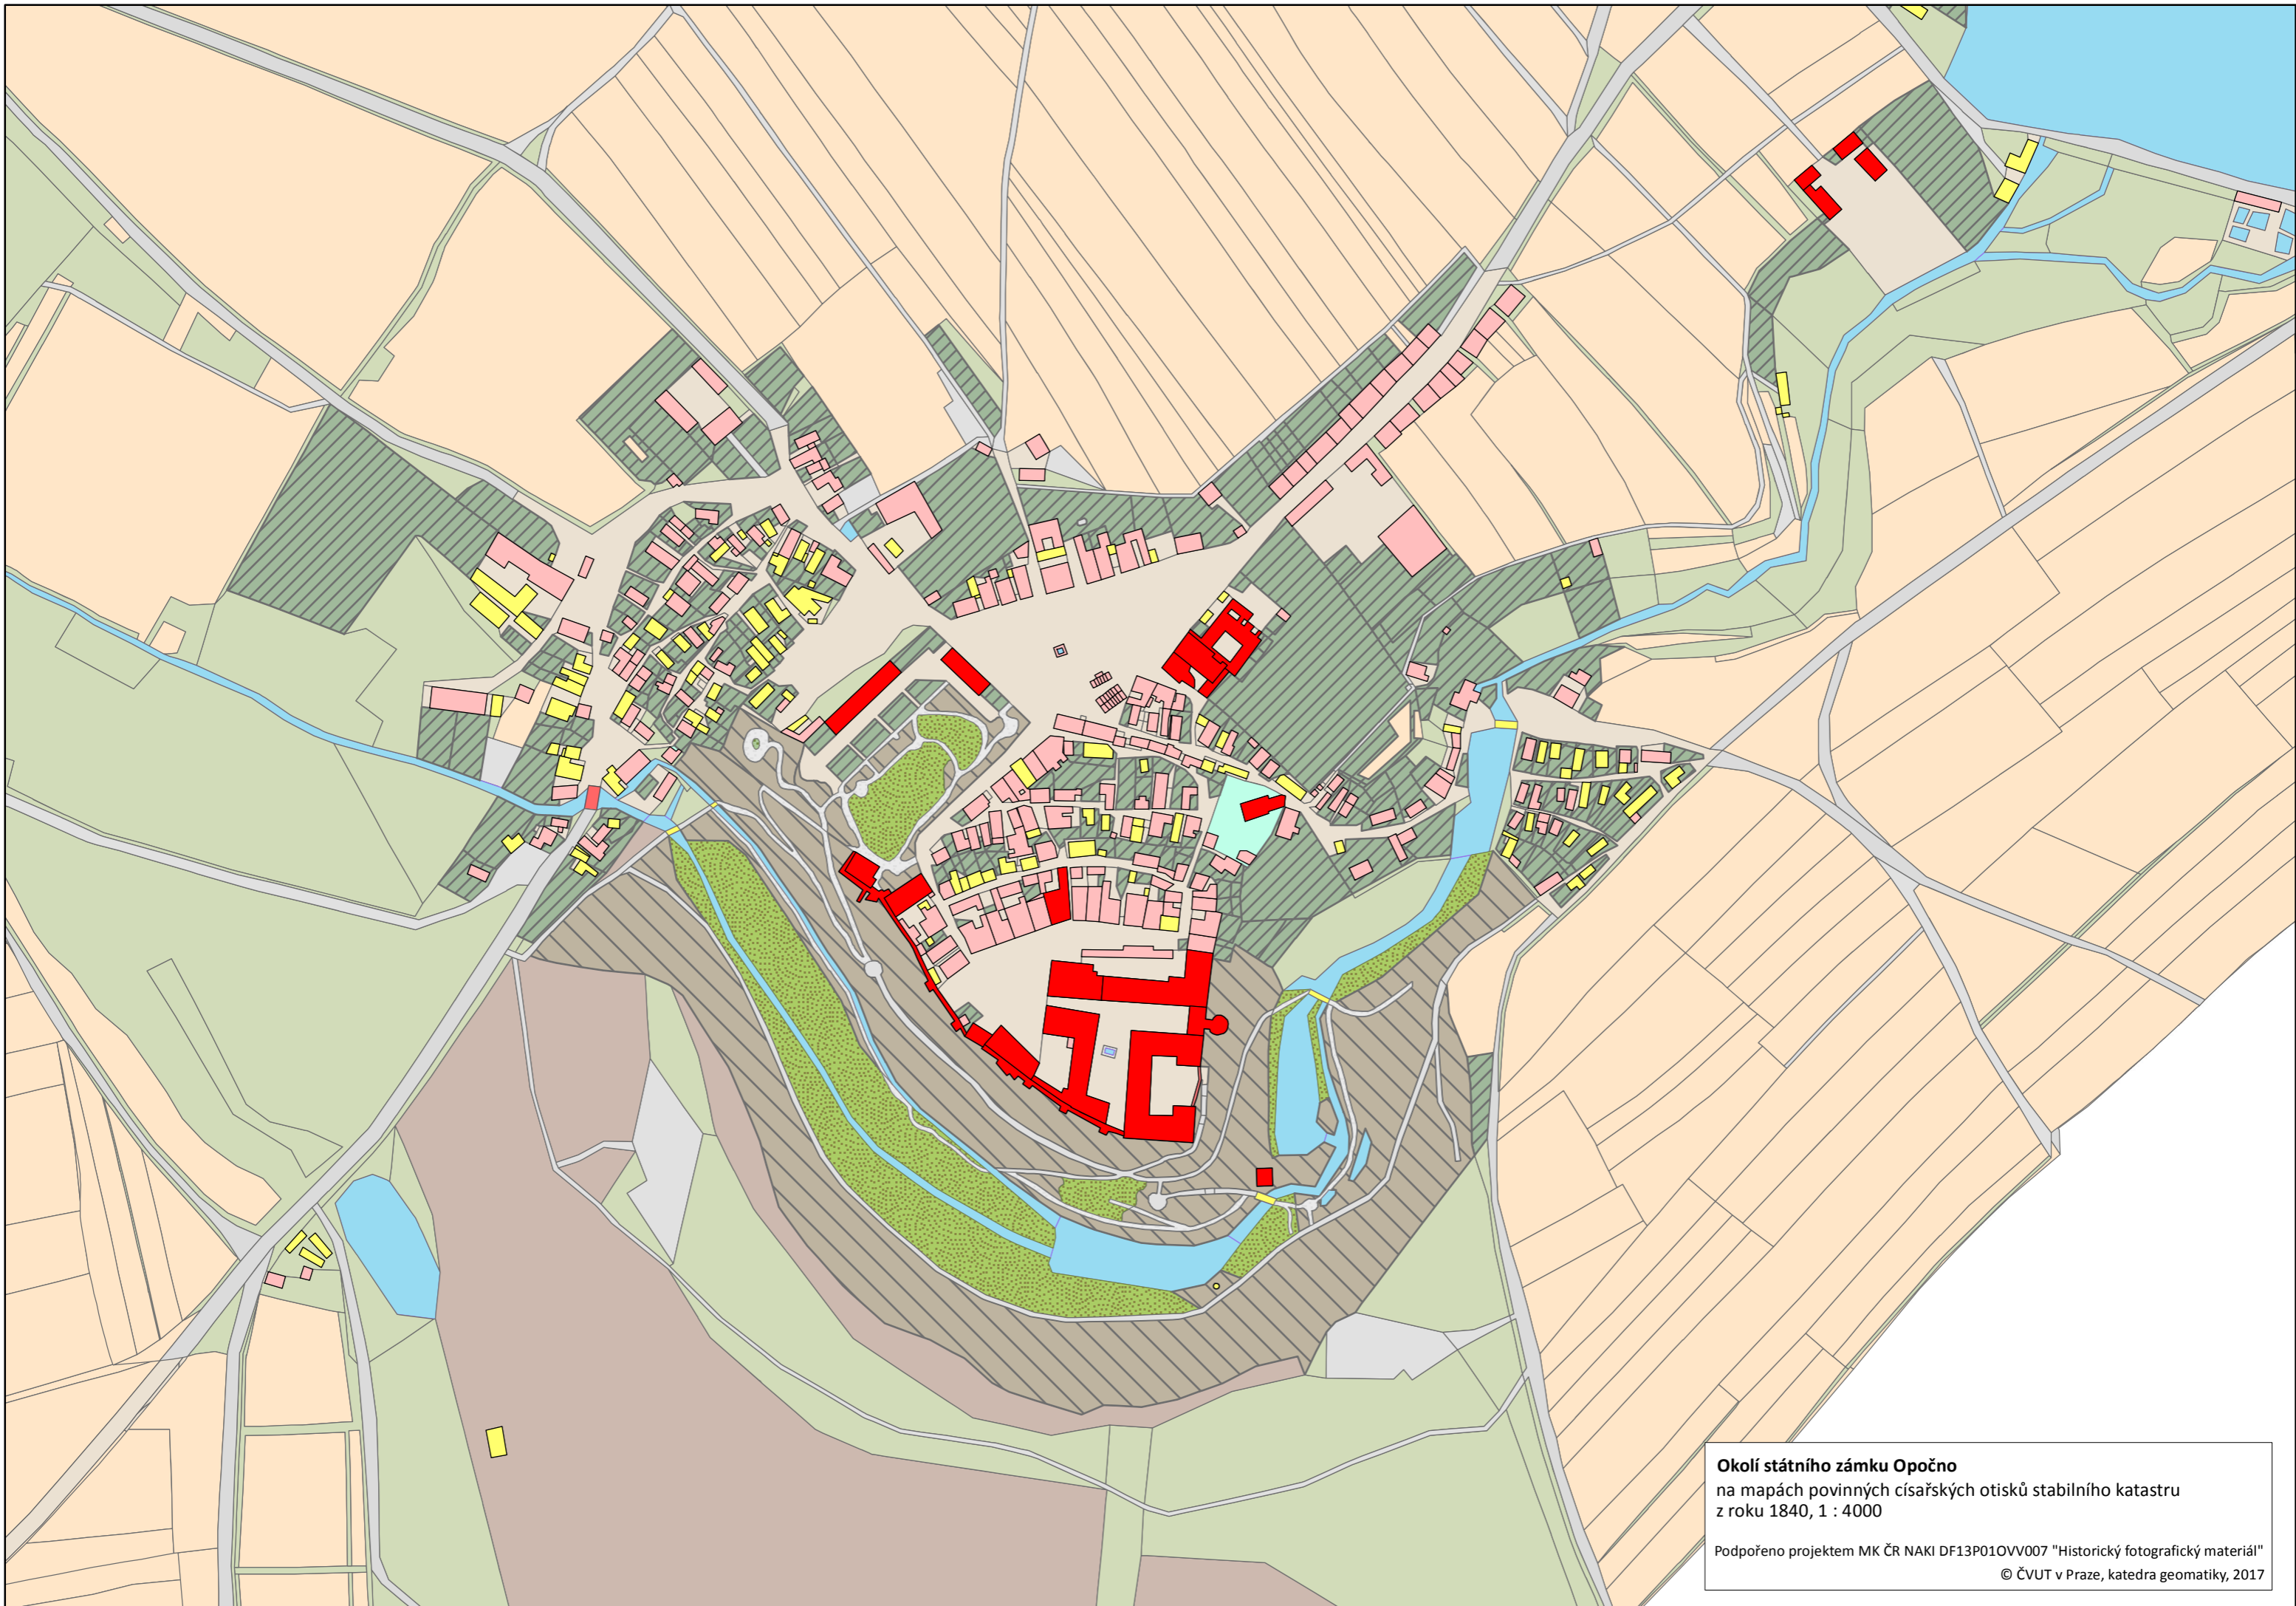 Okolí státního zámku Opočno
na mapách povinných císařských otisků stabilního katastru
z roku 1840, 1 : 4000
Podpořeno projektem MK ČR NAKI DF13P01OVV007 "Historický fotografický materiál"
© ČVUT v Praze, katedra geomatiky, 2017